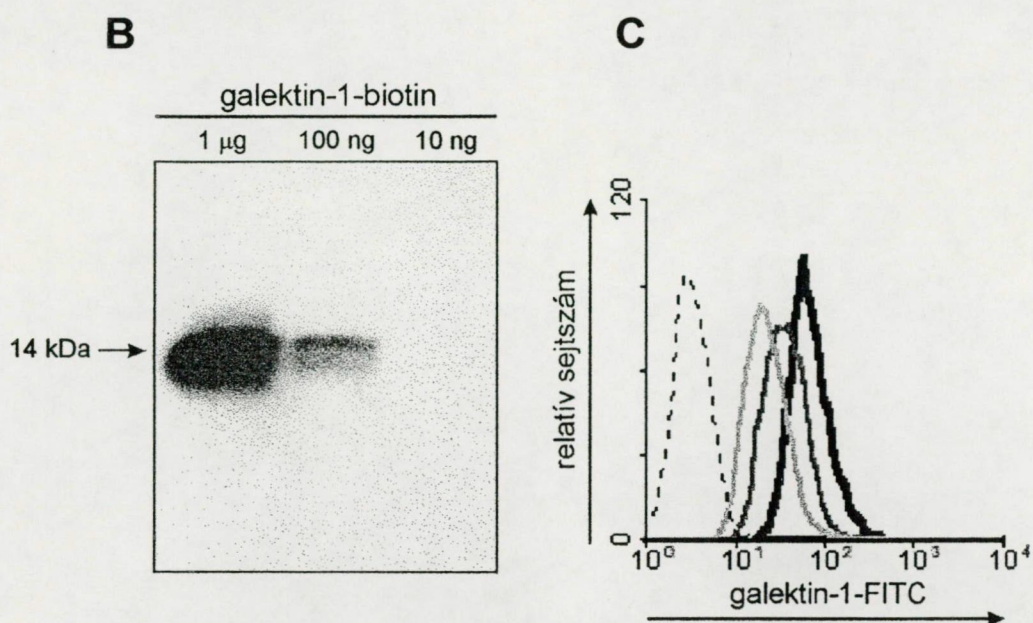 B
galektin-1-biotin
1 µg 100 ng 10 ng
14 kDa
C
120
relatív sejtszám
0
10⁰ 10¹ 10² 10³ 10⁴
galektin-1-FITC